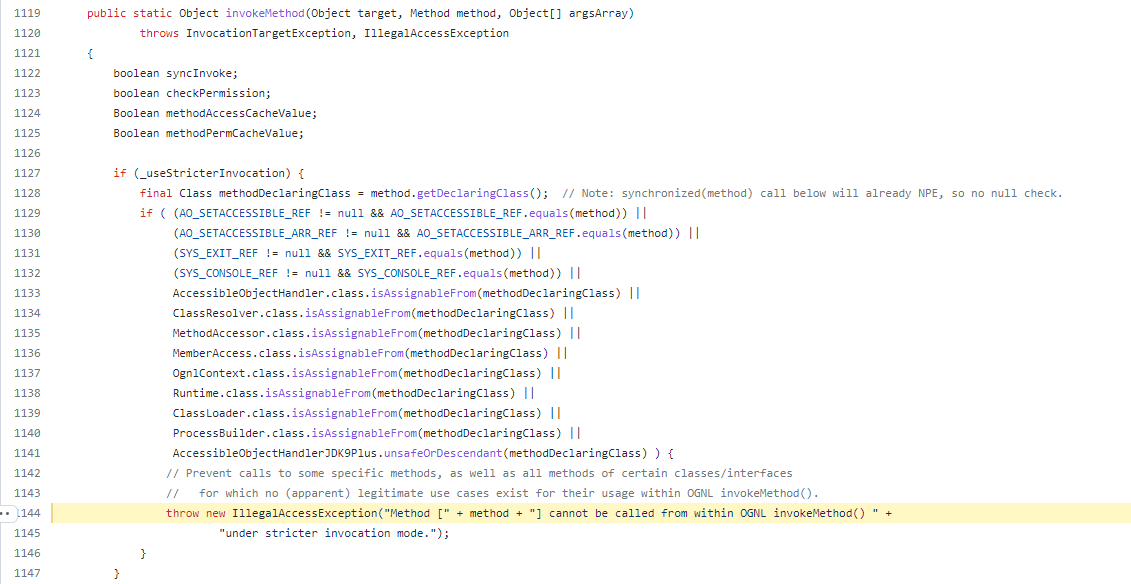 1119 public static Object invokeMethod(Object target, Method method, Object[] argsArray)
1120 throws InvocationTargetException, IllegalAccessException
1121 {
1122 boolean syncInvoke;
1123 boolean checkPermission;
1124 Boolean methodAccessCacheValue;
1125 Boolean methodPermCacheValue;
1126
1127 if (_useStricterInvocation) {
1128 final Class methodDeclaringClass = method.getDeclaringClass();  // Note: synchronized(method) call below will already NPE, so no null check.
1129 if ( (AO_SETACCESSIBLE_REF != null && AO_SETACCESSIBLE_REF.equals(method)) ||
1130 (AO_SETACCESSIBLE_ARR_REF != null && AO_SETACCESSIBLE_ARR_REF.equals(method)) ||
1131 (SYS_EXIT_REF != null && SYS_EXIT_REF.equals(method)) ||
1132 (SYS_CONSOLE_REF != null && SYS_CONSOLE_REF.equals(method)) ||
1133 AccessibleObjectHandler.class.isAssignableFrom(methodDeclaringClass) ||
1134 ClassResolver.class.isAssignableFrom(methodDeclaringClass) ||
1135 MethodAccessor.class.isAssignableFrom(methodDeclaringClass) ||
1136 MemberAccess.class.isAssignableFrom(methodDeclaringClass) ||
1137 OgnlContext.class.isAssignableFrom(methodDeclaringClass) ||
1138 Runtime.class.isAssignableFrom(methodDeclaringClass) ||
1139 ClassLoader.class.isAssignableFrom(methodDeclaringClass) ||
1140 ProcessBuilder.class.isAssignableFrom(methodDeclaringClass) ||
1141 AccessibleObjectHandlerJDK9Plus.unsafeOrDescendant(methodDeclaringClass) ) {
1142 // Prevent calls to some specific methods, as well as all methods of certain classes/interfaces
1143 //   for which no (apparent) legitimate use cases exist for their usage within OGNL invokeMethod().
1144 throw new IllegalAccessException("Method [" + method + "] cannot be called from within OGNL invokeMethod() " +
1145 "under stricter invocation mode.");
1146 }
1147 }